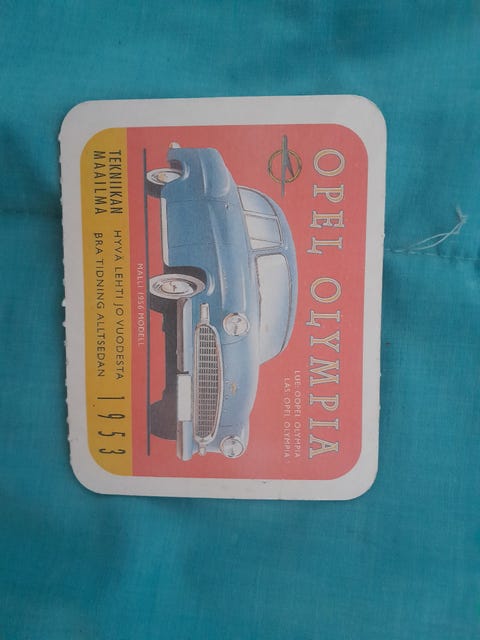 OPEL OLYMPIA
LUE: OOPEL OLYMPIA
LÄS: OPEL OLYMPIA!
MALLI 1956 MODELL
TEKNIIKAN MAAILMA
HYVÄ LEHTI JO VUODESTA
BRA TIDNING ALLTSEDAN
1953